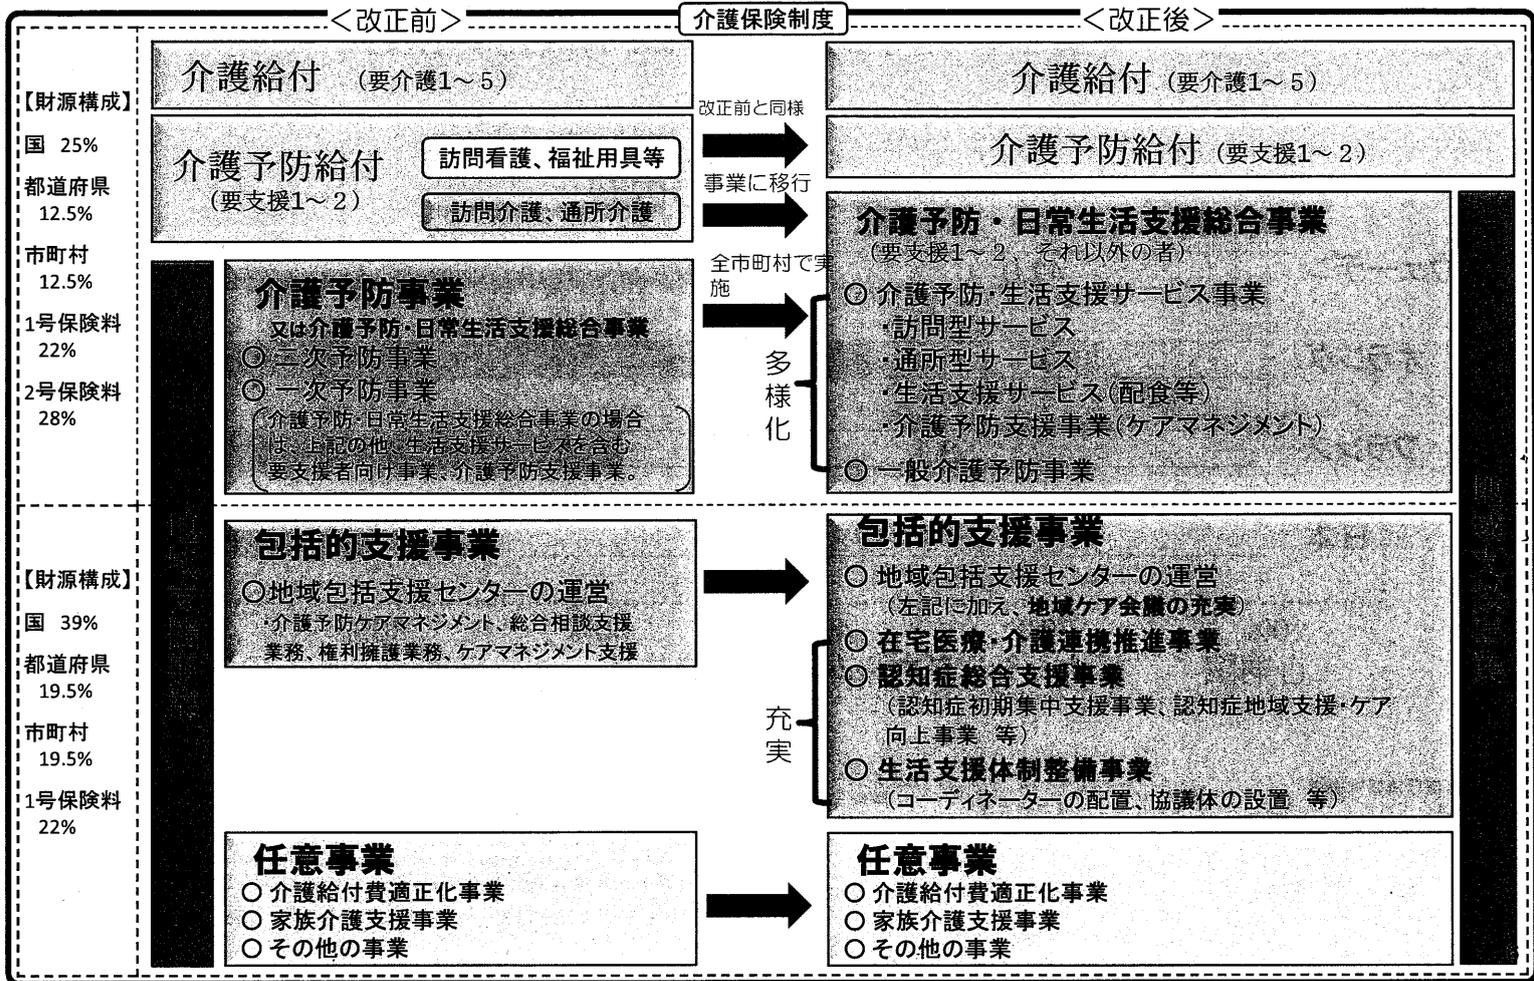 介護保険制度
＜改正前＞
＜改正後＞
【財源構成】
国 25%
都道府県
12.5%
市町村
12.5%
1号保険料
22%
2号保険料
28%
【財源構成】
国 39%
都道府県
19.5%
市町村
19.5%
1号保険料
22%
介護給付 （要介護1～5）
介護予防給付
（要支援1～2）
訪問看護、福祉用具等
訪問介護、通所介護
介護予防事業
又は介護予防・日常生活支援総合事業
○ 二次予防事業
○ 一次予防事業
介護予防・日常生活支援総合事業の場合
は、上記の他、生活支援サービスを含む
要支援者向け事業、介護予防支援事業。
包括的支援事業
○地域包括支援センターの運営
・介護予防ケアマネジメント、総合相談支援
業務、権利擁護業務、ケアマネジメント支援
任意事業
○ 介護給付費適正化事業
○ 家族介護支援事業
○ その他の事業
改正前と同様
事業に移行
全市町村で実
施
多様化
充実
介護給付 （要介護1～5）
介護予防給付 （要支援1～2）
介護予防・日常生活支援総合事業
（要支援1～2、それ以外の者）
○ 介護予防・生活支援サービス事業
・訪問型サービス
・通所型サービス
・生活支援サービス（配食等）
・介護予防支援事業（ケアマネジメント）
○ 一般介護予防事業
包括的支援事業
○ 地域包括支援センターの運営
（左記に加え、地域ケア会議の充実）
○ 在宅医療・介護連携推進事業
○ 認知症総合支援事業
（認知症初期集中支援事業、認知症地域支援・ケア
向上事業 等）
○ 生活支援体制整備事業
（コーディネーターの配置、協議体の設置 等）
任意事業
○ 介護給付費適正化事業
○ 家族介護支援事業
○ その他の事業